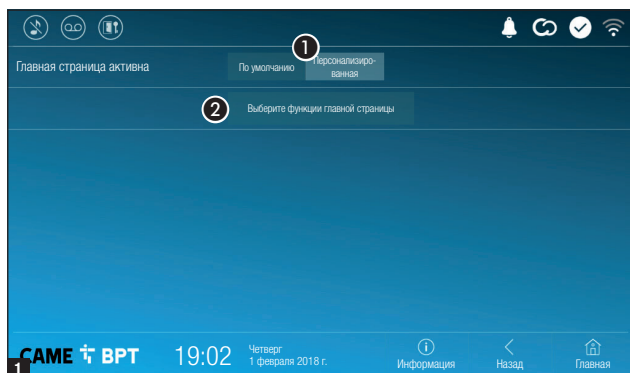 1
Главная страница активна
По умолчанию
Персонализиро-
ванная
2
Выберите функции главной страницы
1
CAME BPT
19:02
Четверг
1 февраля 2018 г.
Информация
Назад
Главная